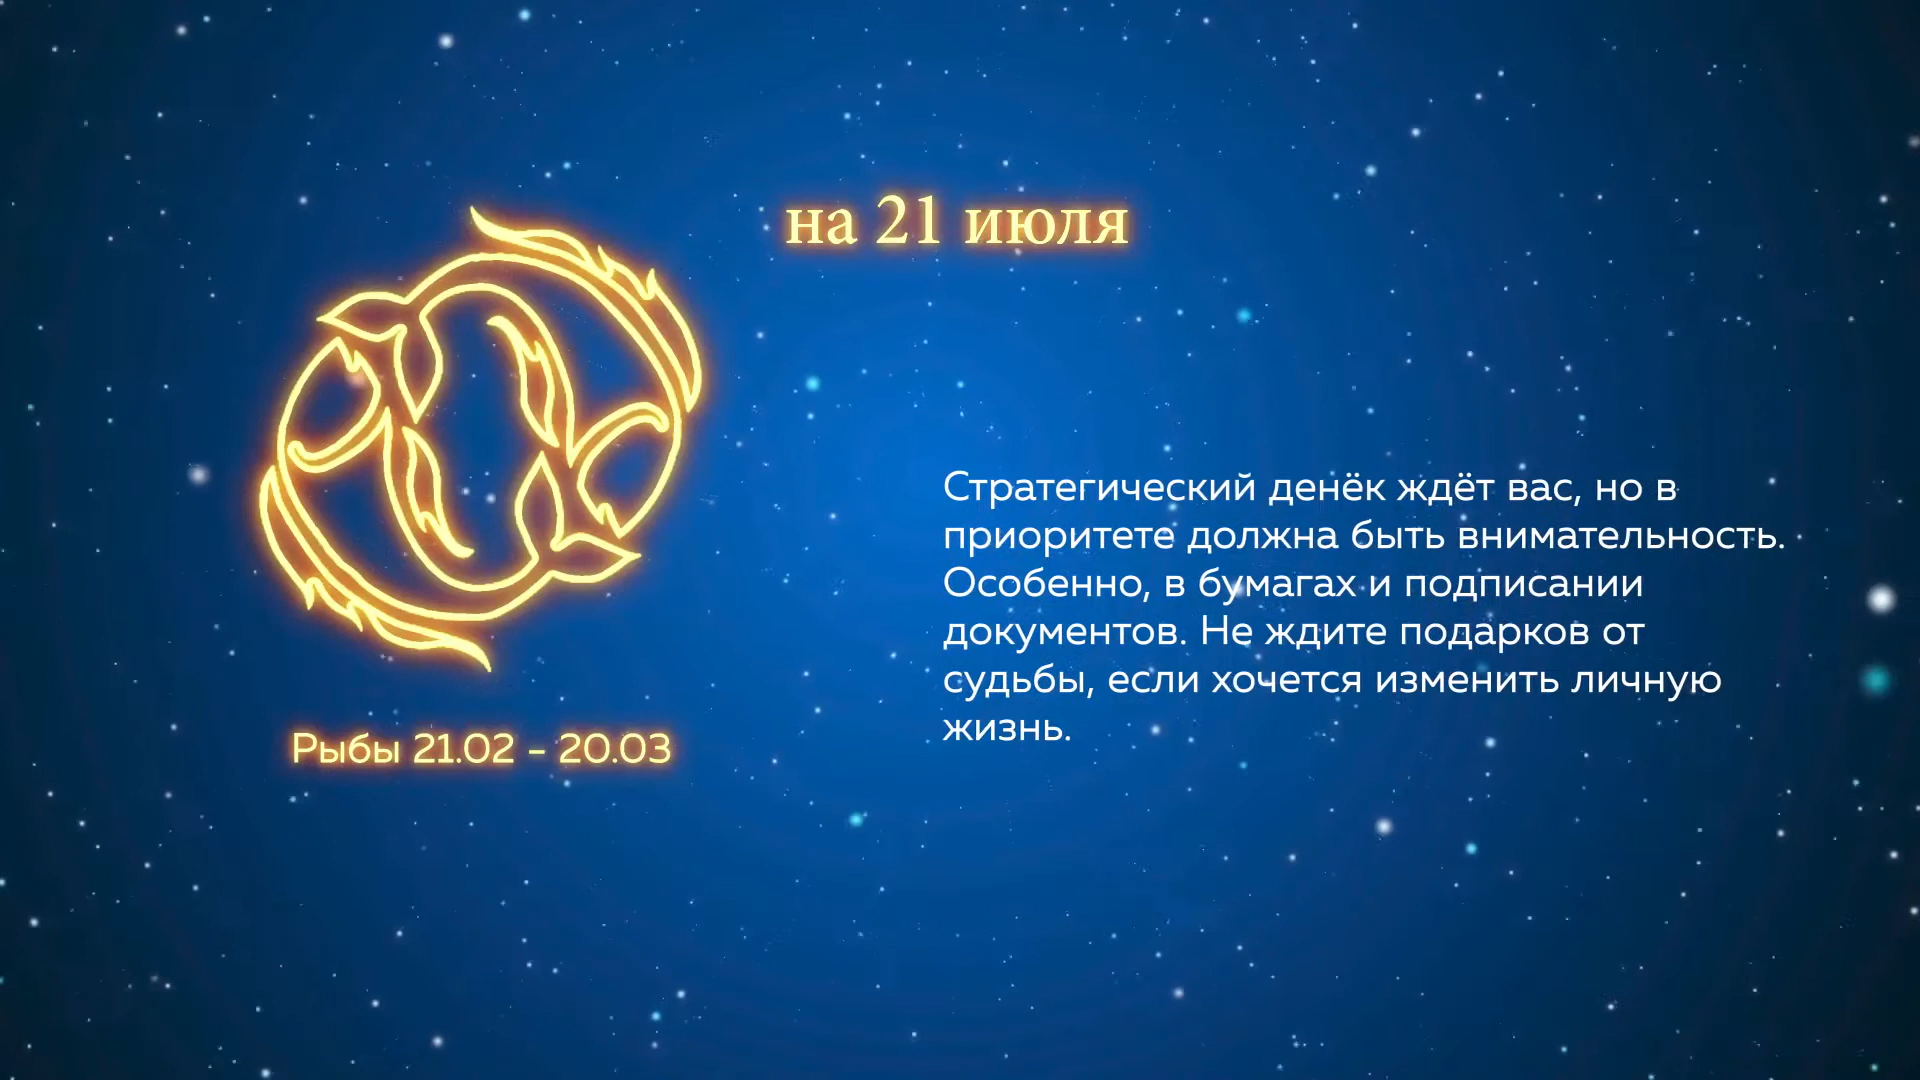 на 21 июля
Стратегический денёк ждёт вас, но в
приоритете должна быть внимательность.
Особенно, в бумагах и подписании
документов. Не ждите подарков от
судьбы, если хочется изменить личную
жизнь.
Рыбы 21.02 - 20.03